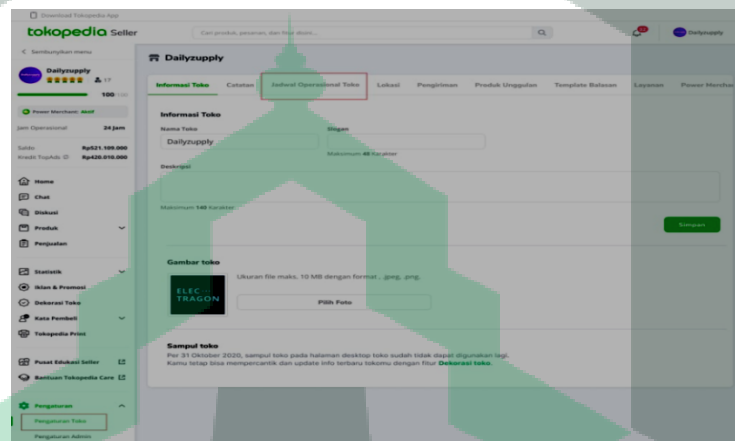 Download Tokopedia App
tokopedia Seller
Cari produk, pesanan, dan fitur disini...
Dailyzupply
Sembunyikan menu
Dailyzupply
17
100/100
Power Merchant: Aktif
Jam Operasional 24 Jam
Saldo Rp521.109.000
Kredit TopAds Rp420.010.000
Home
Chat
Diskusi
Produk
Penjualan
Statistik
Iklan & Promosi
Dekorasi Toko
Kata Pembeli
Tokopedia Print
Pusat Edukasi Seller
Bantuan Tokopedia Care
Pengaturan
Pengaturan Toko
Pengaturan Admin
Dailyzupply
Informasi Toko Catatan Jadwal Operasional Toko Lokasi Pengiriman Produk Unggulan Template Balasan Layanan Power Merchan
Informasi Toko
Nama Toko Slogan
Dailyzupply
Maksimum 48 Karakter
Deskripsi
Maksimum 140 Karakter
Simpan
Gambar toko
ELEC
TRAGON
Ukuran file maks. 10 MB dengan format .jpeg, .png.
Pilih Foto
Sampul toko
Per 31 Oktober 2020, sampul toko pada halaman desktop toko sudah tidak dapat digunakan lagi.
Kamu tetap bisa mempercantik dan update info terbaru tokomu dengan fitur Dekorasi toko.